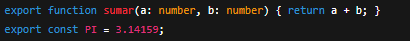 export function sumar(a: number, b: number) { return a + b; }
export const PI = 3.14159;